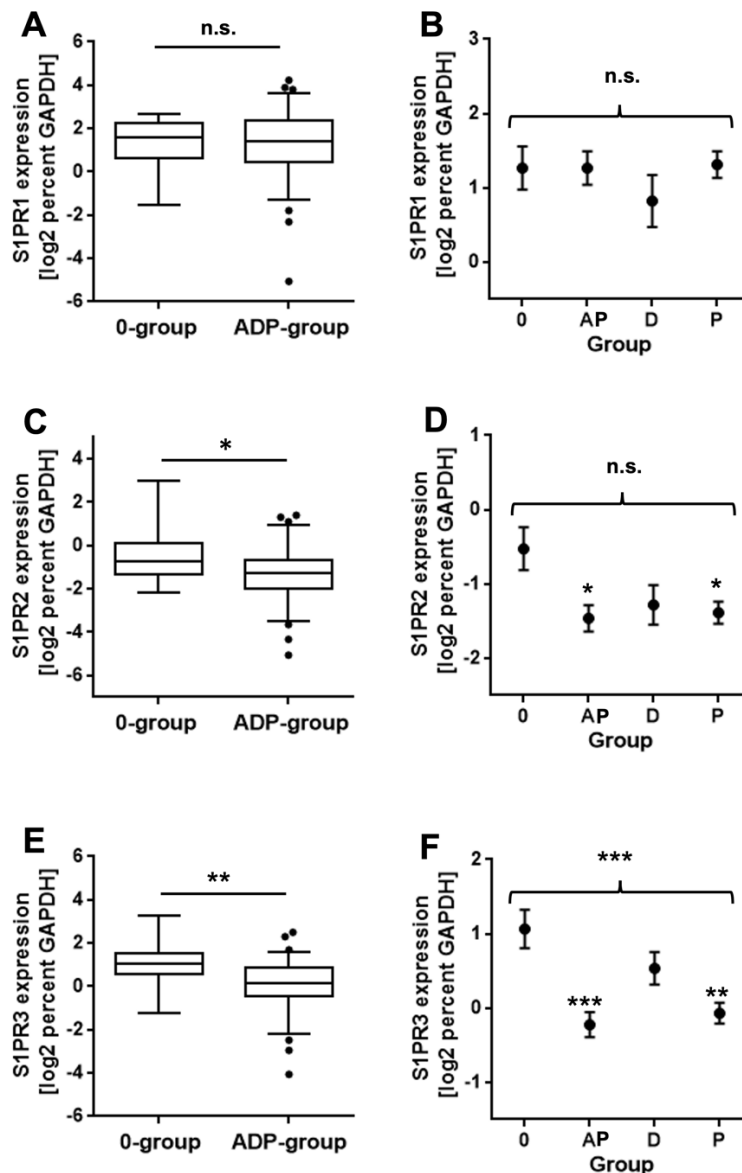 A
S1PR1 expression
[log2 percent GAPDH]
6
4
2
0
-2
-4
-6
n.s.
0-group
ADP-group
B
S1PR1 expression
[log2 percent GAPDH]
3
2
1
0
n.s.
0
AP
D
P
Group
C
S1PR2 expression
[log2 percent GAPDH]
4
2
0
-2
-4
-6
*
0-group
ADP-group
D
S1PR2 expression
[log2 percent GAPDH]
1
0
-1
-2
n.s.
*
*
0
AP
D
P
Group
E
S1PR3 expression
[log2 percent GAPDH]
6
4
2
0
-2
-4
-6
**
0-group
ADP-group
F
S1PR3 expression
[log2 percent GAPDH]
2
1
0
-1
***
***
**
0
AP
D
P
Group